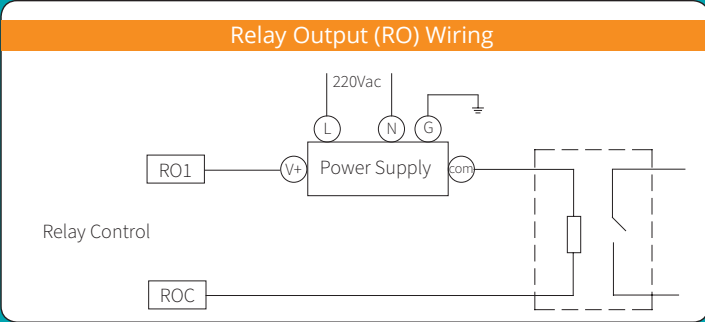 Relay Output (RO) Wiring
220Vac
L
N
G
RO1
V+
Power Supply
com
Relay Control
ROC